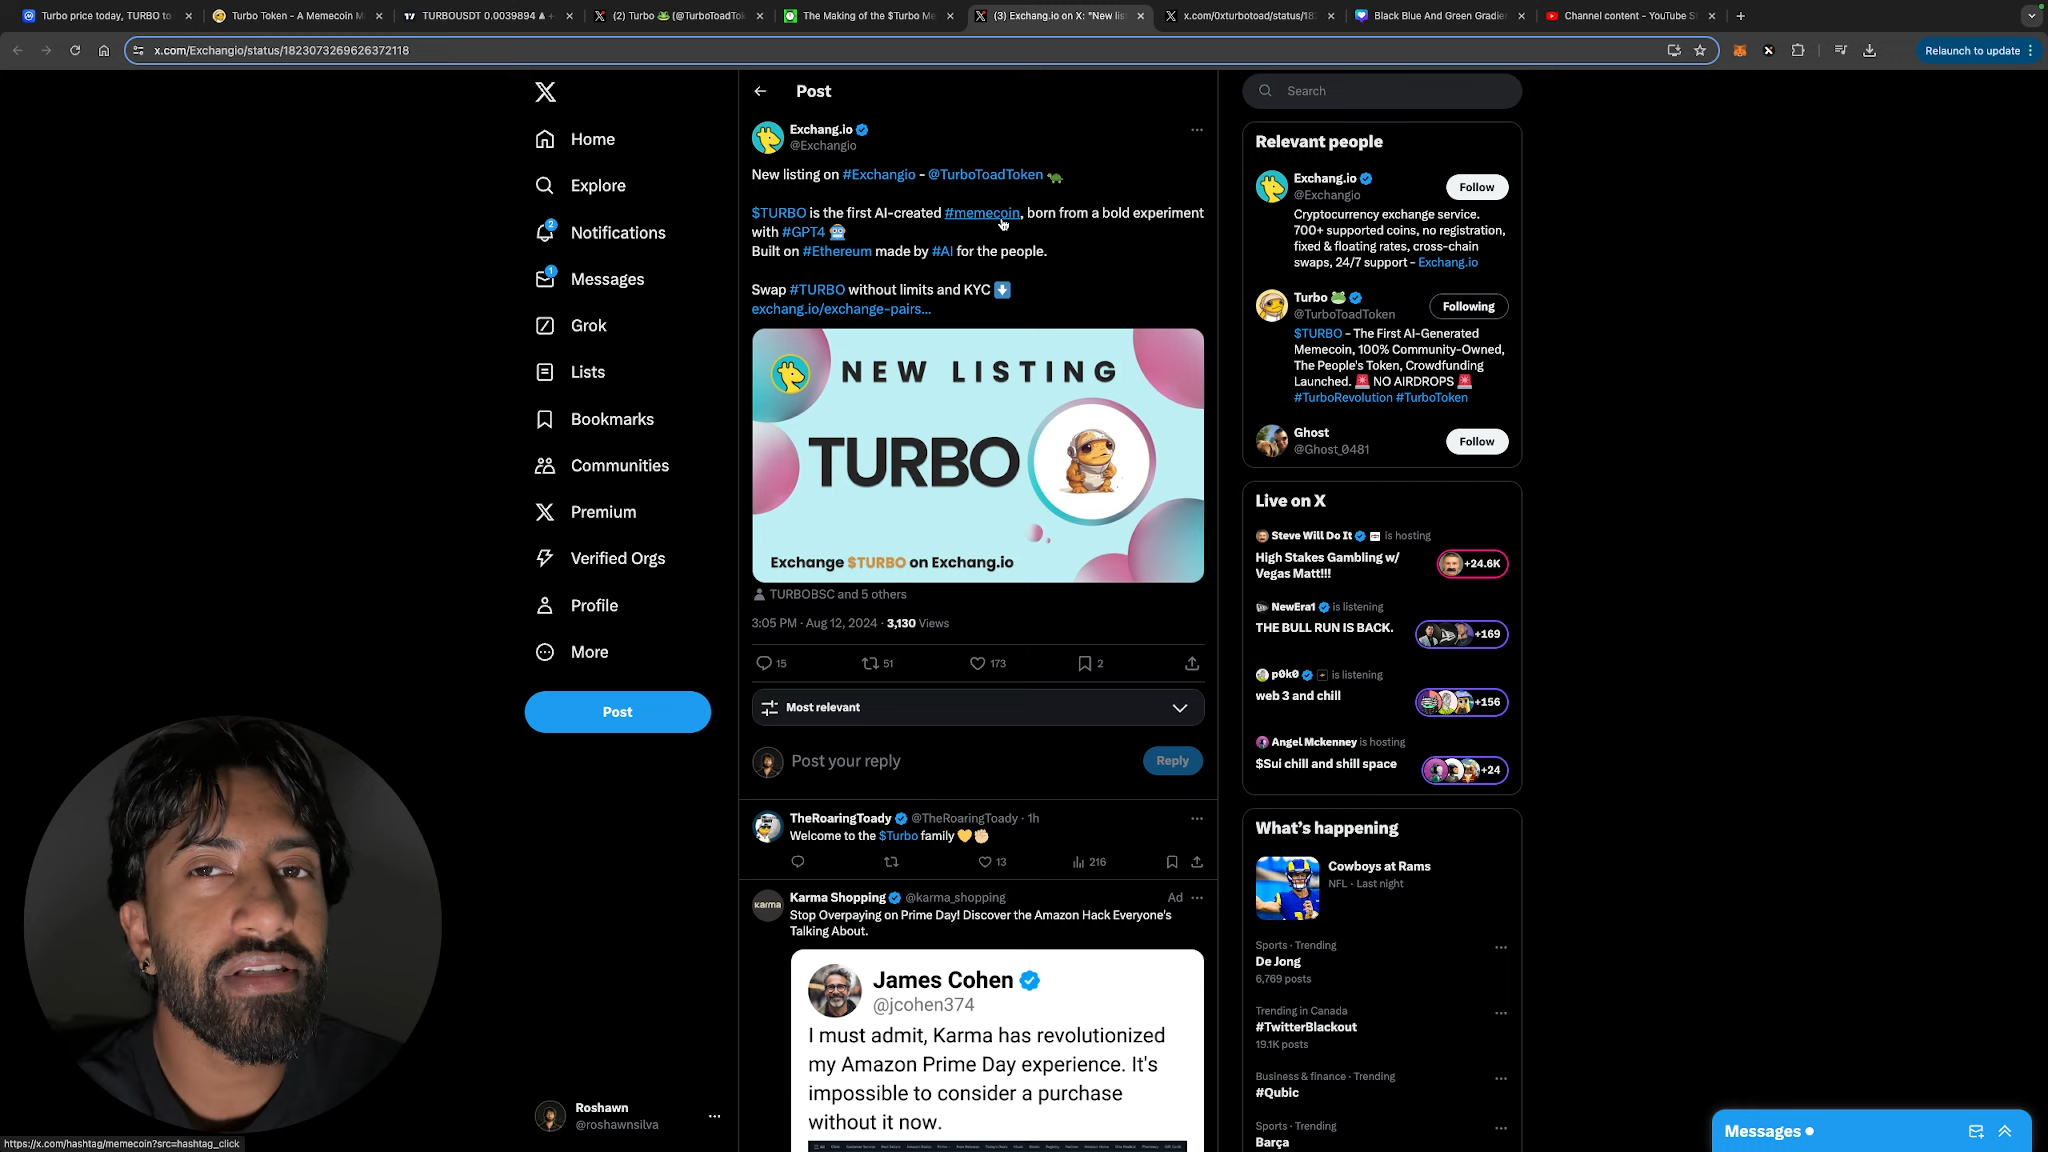 Turbo price today, TURBO to
Turbo Token - A Memecoin M
TURBOUSDT 0.0039894 ▲ +
(2) Turbo 🐸 (@TurboToadTok
The Making of the $Turbo Me
(3) Exchang.io on X: "New lis
x.com/0xturbotoad/status/18
Black Blue And Green Gradie
Channel content - YouTube S
x.com/Exchangio/status/1823073269626372118
Relaunch to update
Home
Explore
2
Notifications
1
Messages
Grok
Lists
Bookmarks
Communities
Premium
Verified Orgs
Profile
More
Post
Roshawn
@roshawnsilva
https://x.com/hashtag/memecoin?src=hashtag_click
Post
Exchang.io
@Exchangio
New listing on #Exchangio - @TurboToadToken 🐢
$TURBO is the first AI-created #memecoin, born from a bold experiment
with #GPT4 🤖
Built on #Ethereum made by #AI for the people.
Swap #TURBO without limits and KYC ⬇️
exchang.io/exchange-pairs...
NEW LISTING
TURBO
Exchange $TURBO on Exchang.io
TURBOBSC and 5 others
3:05 PM · Aug 12, 2024 · 3,130 Views
15
51
173
2
Most relevant
Post your reply
Reply
TheRoaringToady @TheRoaringToady · 1h
Welcome to the $Turbo family 💛✊🏻
13
216
Karma
Karma Shopping @karma_shopping
Ad
Stop Overpaying on Prime Day! Discover the Amazon Hack Everyone's
Talking About.
James Cohen
@jcohen374
I must admit, Karma has revolutionized
my Amazon Prime Day experience. It's
impossible to consider a purchase
without it now.
Search
Relevant people
Exchang.io
@Exchangio
Follow
Cryptocurrency exchange service.
700+ supported coins, no registration,
fixed & floating rates, cross-chain
swaps, 24/7 support - Exchang.io
Turbo 🐸
@TurboToadToken
Following
$TURBO - The First AI-Generated
Memecoin, 100% Community-Owned,
The People's Token, Crowdfunding
Launched. 🚨 NO AIRDROPS 🚨
#TurboRevolution #TurboToken
Ghost
@Ghost_0481
Follow
Live on X
Steve Will Do It is hosting
High Stakes Gambling w/
Vegas Matt!!!
+24.6K
NewEra1 is listening
THE BULL RUN IS BACK.
+169
p0k0 is listening
web 3 and chill
+156
Angel Mckenney is hosting
$Sui chill and shill space
+24
What's happening
Cowboys at Rams
NFL · Last night
Sports · Trending
De Jong
6,769 posts
Trending in Canada
#TwitterBlackout
19.1K posts
Business & finance · Trending
#Qubic
Sports · Trending
Barça
Messages